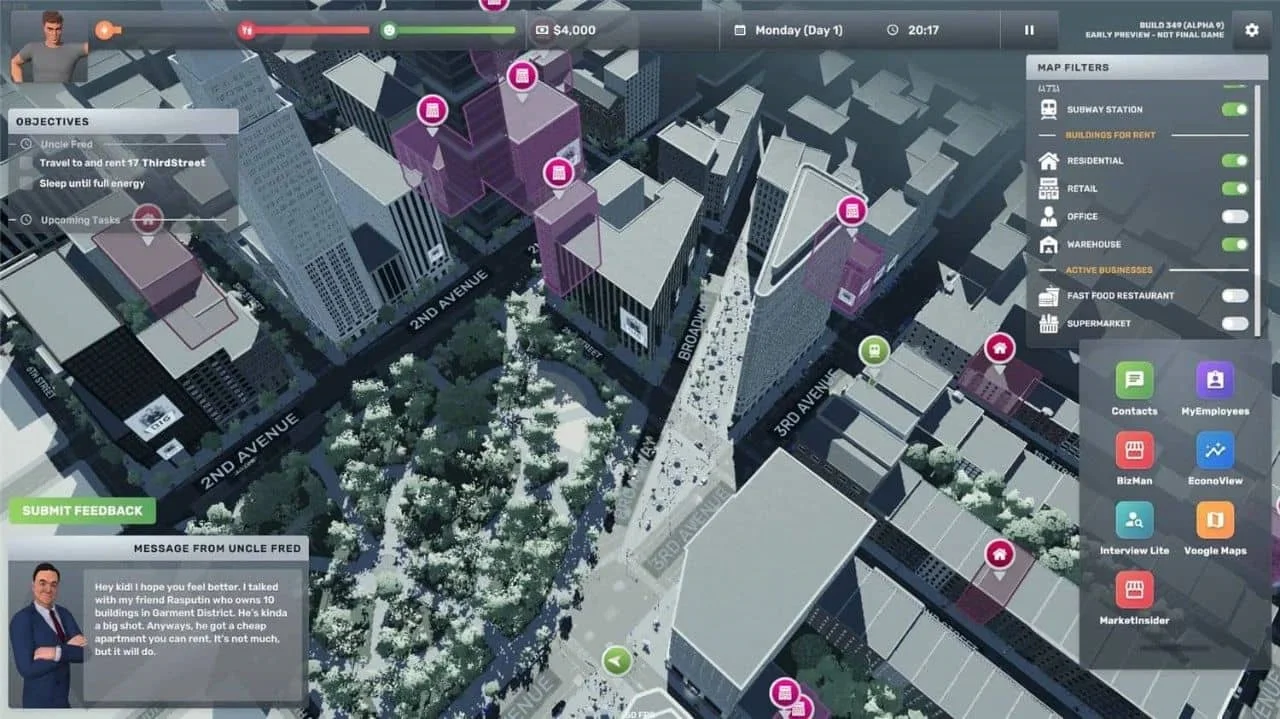 $4,000
Monday (Day 1)
20:17
BUILD 349 (ALPHA 9)
EARLY PREVIEW - NOT FINAL GAME
MAP FILTERS
SUBWAY STATION
BUILDINGS FOR RENT
RESIDENTIAL
RETAIL
OFFICE
WAREHOUSE
ACTIVE BUSINESSES
FAST FOOD RESTAURANT
SUPERMARKET
OBJECTIVES
Uncle Fred
Travel to and rent 17 ThirdStreet
Sleep until full energy
Upcoming Tasks
2ND AVENUE
BROADWAY
6TH STREET
3RD AVENUE
2ND AVENUE
STREET
3RD AVENUE
AVENUE
Contacts
MyEmployees
BizMan
EconoView
Interview Lite
Voogle Maps
MarketInsider
SUBMIT FEEDBACK
MESSAGE FROM UNCLE FRED
Hey kid! I hope you feel better. I talked
with my friend Rasputin who owns 10
buildings in Garment District. He's kinda
a big shot. Anyways, he got a cheap
apartment you can rent. It's not much,
but it will do.